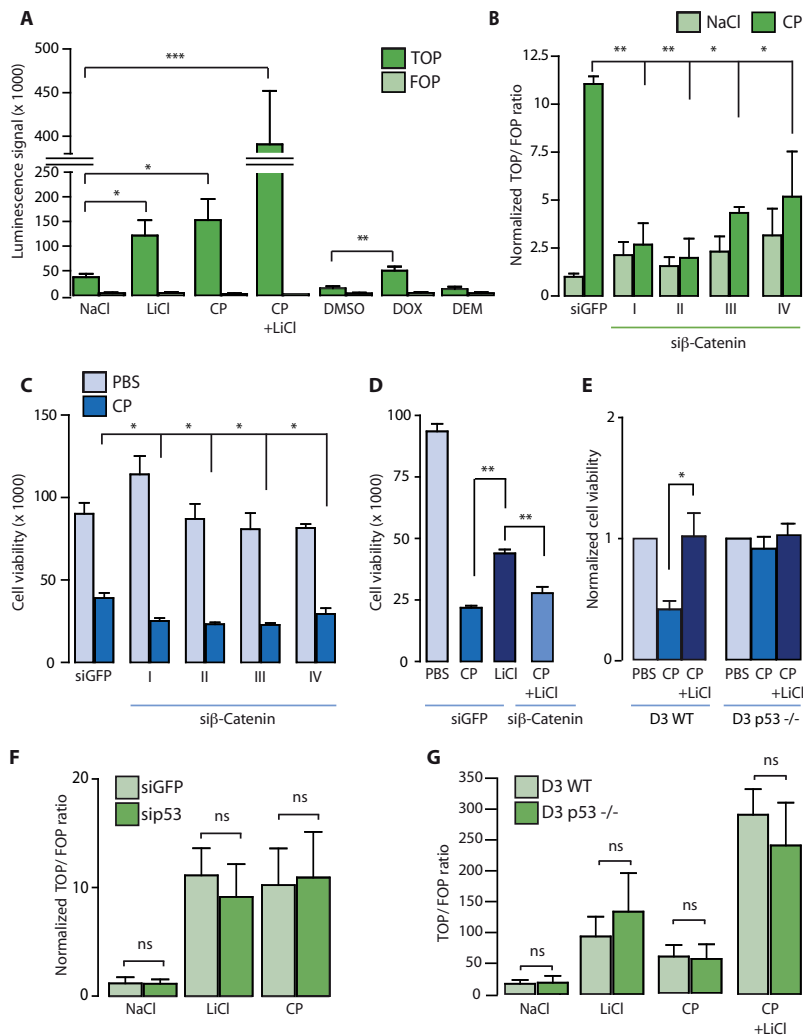 A
Luminescence signal (x 1000)
500
450
400
250
200
150
100
50
0
***
*
*
**
TOP
FOP
NaCl
LiCl
CP
CP
+LiCl
DMSO
DOX
DEM
B
Normalized TOP/ FOP ratio
NaCl
CP
12.5
10
7.5
5
2.5
0
**
**
*
*
siGFP
I
II
III
IV
siβ-Catenin
C
Cell viability (x 1000)
PBS
CP
150
100
50
0
*
*
*
*
siGFP
I
II
III
IV
siβ-Catenin
D
Cell viability (x 1000)
100
75
50
25
0
**
**
PBS
CP
LiCl
CP
+LiCl
siGFP
siβ-Catenin
E
Normalized cell viability
2
1
0
*
PBS
CP
CP
+LiCl
PBS
CP
CP
+LiCl
D3 WT
D3 p53 -/-
F
Normalized TOP/ FOP ratio
siGFP
sip53
20
10
0
ns
ns
ns
NaCl
LiCl
CP
G
TOP/ FOP ratio
D3 WT
D3 p53 -/-
350
300
250
200
150
100
50
0
ns
ns
ns
ns
NaCl
LiCl
CP
CP
+LiCl